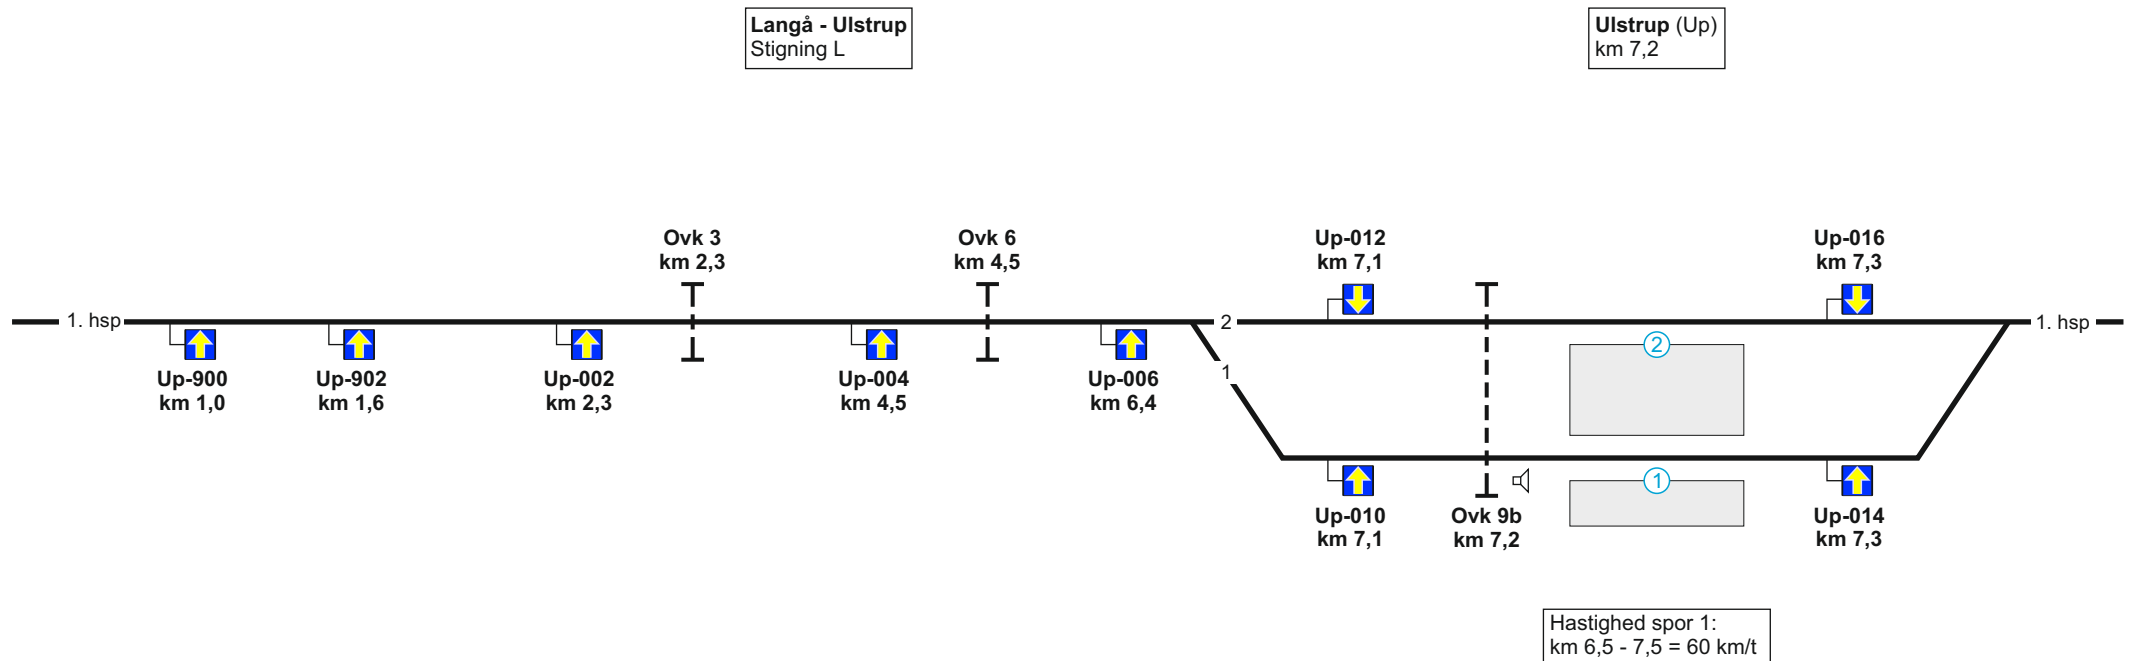 Langå - Ulstrup
Stigning L
Ulstrup (Up)
km 7,2
Ovk 3
km 2,3
Ovk 6
km 4,5
Up-012
km 7,1
Up-016
km 7,3
1. hsp
2
1. hsp
Up-900
km 1,0
Up-902
km 1,6
Up-002
km 2,3
Up-004
km 4,5
Up-006
km 6,4
1
2
1
Up-010
km 7,1
Ovk 9b
km 7,2
Up-014
km 7,3
Hastighed spor 1:
km 6,5 - 7,5 = 60 km/t